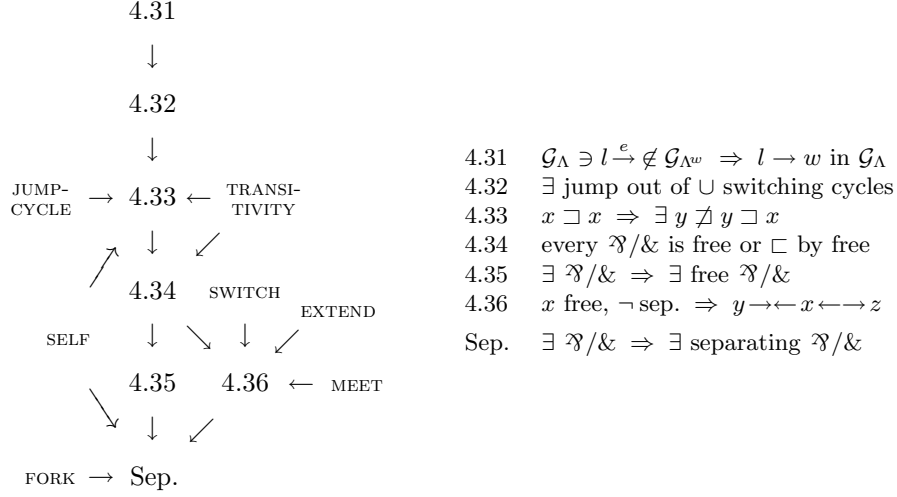 4.31
↓
4.32
↓
JUMP-
CYCLE → 4.33 ← TRANSI-
TIVITY
↓ ↙
↗
4.34 SWITCH
EXTEND
SELF ↓ ↘ ↓ ↙
4.35 4.36 ← MEET
↘ ↓ ↙
FORK → Sep.
4.31 𝒢_Λ ∋ l →^e ∉ 𝒢_{Λ^w} ⇒ l → w in 𝒢_Λ
4.32 ∃ jump out of ∪ switching cycles
4.33 x ⊐ x ⇒ ∃ y ⋣ y ⊐ x
4.34 every ⅋/& is free or ⊏ by free
4.35 ∃ ⅋/& ⇒ ∃ free ⅋/&
4.36 x free, ¬ sep. ⇒ y→←x←→z
Sep. ∃ ⅋/& ⇒ ∃ separating ⅋/&